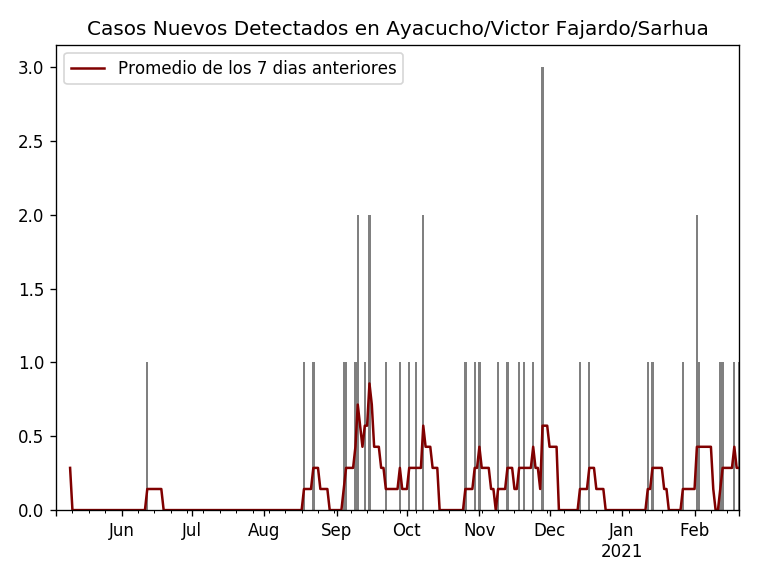 Casos Nuevos Detectados en Ayacucho/Victor Fajardo/Sarhua
Promedio de los 7 dias anteriores
3.0
2.5
2.0
1.5
1.0
0.5
0.0
Jun Jul Aug Sep Oct Nov Dec Jan Feb
2021